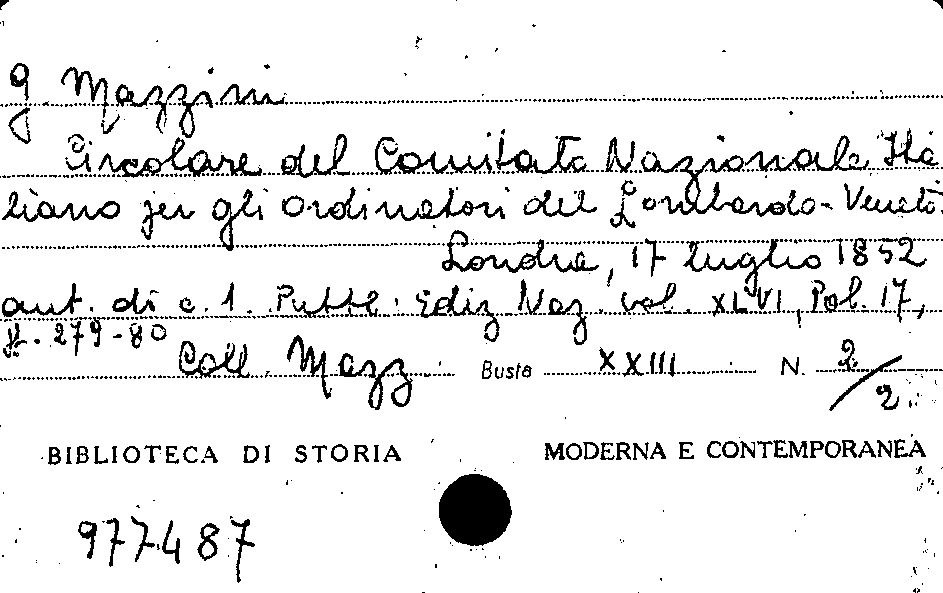 G. Mazzini
Circolare del Comitato Nazionale Ita
liano per gli Ordinatori del Lombardo-Veneto.
Londra, 17 luglio 1852
aut. di c. 1. Pubbl: Ediz Naz. vol. XLVI, Pol. 17,
pp. 279-80
Coll. Mazz. Busta XXIII N. 2/2
BIBLIOTECA DI STORIA MODERNA E CONTEMPORANEA
977487